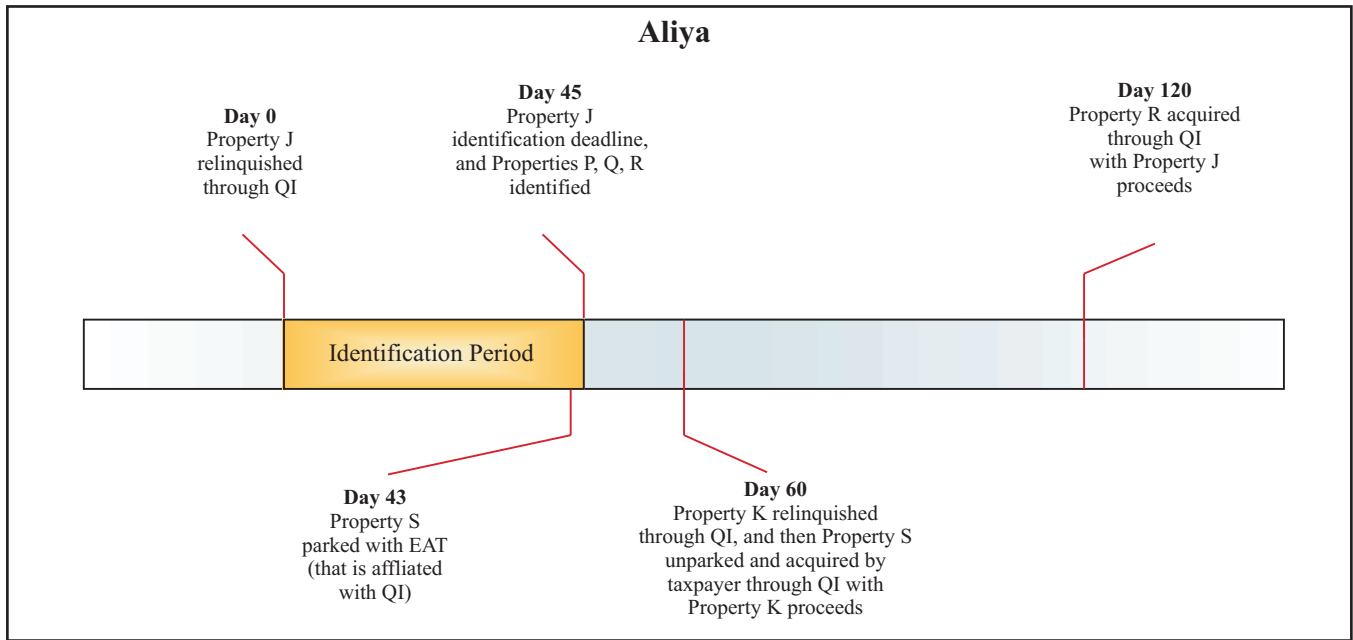 Aliya
Day 0
Property J
relinquished
through QI
Day 45
Property J
identification deadline,
and Properties P, Q, R
identified
Day 120
Property R acquired
through QI
with Property J
proceeds
Identification Period
Day 43
Property S
parked with EAT
(that is affliated
with QI)
Day 60
Property K relinquished
through QI, and then Property S
unparked and acquired by
taxpayer through QI with
Property K proceeds